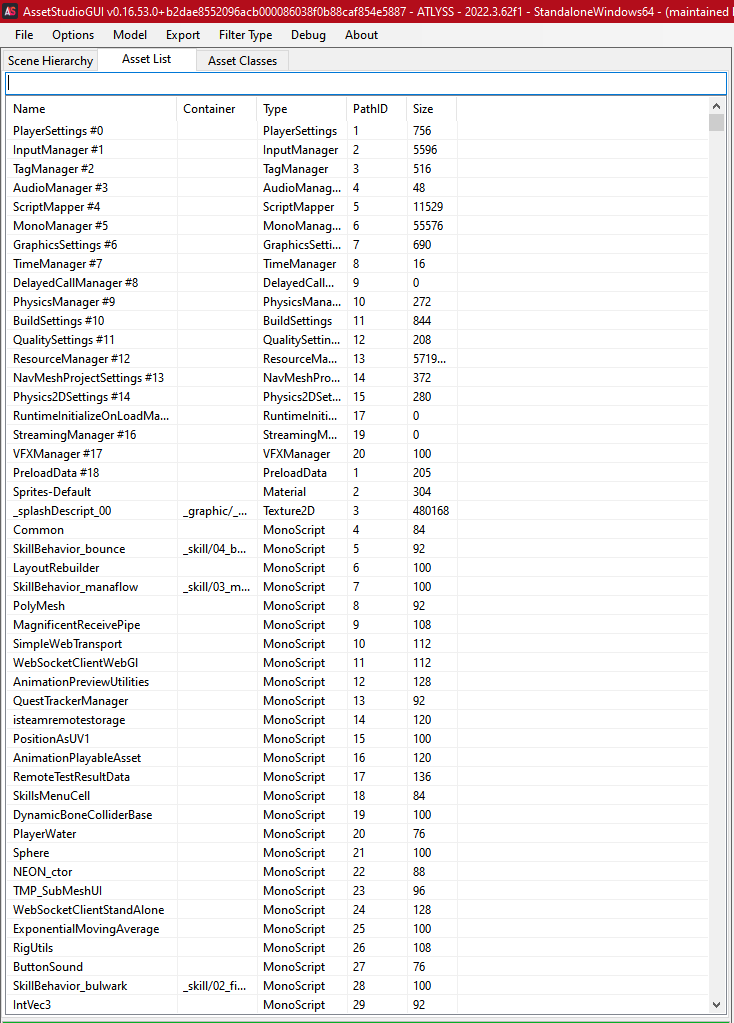 AssetStudioGUI v0.16.53.0+b2dae8552096acb000086038f0b88caf854e5887 - ATLYSS - 2022.3.62f1 - StandaloneWindows64 - (maintained
File Options Model Export Filter Type Debug About
Scene Hierarchy Asset List Asset Classes
Name Container Type PathID Size
PlayerSettings #0 PlayerSettings 1 756
InputManager #1 InputManager 2 5596
TagManager #2 TagManager 3 516
AudioManager #3 AudioManag... 4 48
ScriptMapper #4 ScriptMapper 5 11529
MonoManager #5 MonoManag... 6 55576
GraphicsSettings #6 GraphicsSetti... 7 690
TimeManager #7 TimeManager 8 16
DelayedCallManager #8 DelayedCall... 9 0
PhysicsManager #9 PhysicsMana... 10 272
BuildSettings #10 BuildSettings 11 844
QualitySettings #11 QualitySettin... 12 208
ResourceManager #12 ResourceMa... 13 5719...
NavMeshProjectSettings #13 NavMeshPro... 14 372
Physics2DSettings #14 Physics2DSet... 15 280
RuntimeInitializeOnLoadMa... RuntimeIniti... 17 0
StreamingManager #16 StreamingM... 19 0
VFXManager #17 VFXManager 20 100
PreloadData #18 PreloadData 1 205
Sprites-Default Material 2 304
_splashDescript_00 _graphic/_... Texture2D 3 480168
Common MonoScript 4 84
SkillBehavior_bounce _skill/04_b... MonoScript 5 92
LayoutRebuilder MonoScript 6 100
SkillBehavior_manaflow _skill/03_m... MonoScript 7 100
PolyMesh MonoScript 8 92
MagnificentReceivePipe MonoScript 9 108
SimpleWebTransport MonoScript 10 112
WebSocketClientWebGl MonoScript 11 112
AnimationPreviewUtilities MonoScript 12 128
QuestTrackerManager MonoScript 13 92
isteamremotestorage MonoScript 14 120
PositionAsUV1 MonoScript 15 100
AnimationPlayableAsset MonoScript 16 120
RemoteTestResultData MonoScript 17 136
SkillsMenuCell MonoScript 18 84
DynamicBoneColliderBase MonoScript 19 100
PlayerWater MonoScript 20 76
Sphere MonoScript 21 100
NEON_ctor MonoScript 22 88
TMP_SubMeshUI MonoScript 23 96
WebSocketClientStandAlone MonoScript 24 128
ExponentialMovingAverage MonoScript 25 100
RigUtils MonoScript 26 108
ButtonSound MonoScript 27 76
SkillBehavior_bulwark _skill/02_fi... MonoScript 28 100
IntVec3 MonoScript 29 92